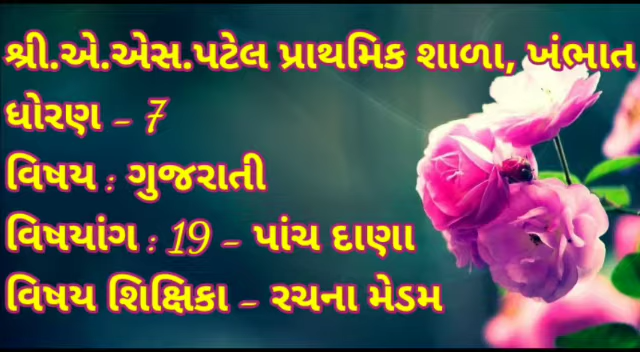 શ્રી.એ.એસ.પટેલ પ્રાથમિક શાળા, ખંભાત
ધોરણ - 7
વિષય : ગુજરાતી
વિષયાંગ : 19 - પાંચ દાણા
વિષય શિક્ષિકા - રચના મેડમ